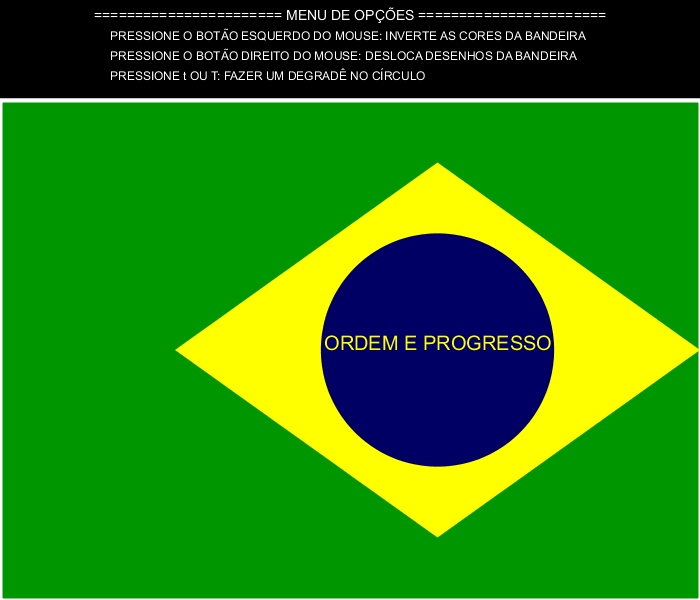 ======================= MENU DE OPÇÕES =======================
PRESSIONE O BOTÃO ESQUERDO DO MOUSE: INVERTE AS CORES DA BANDEIRA
PRESSIONE O BOTÃO DIREITO DO MOUSE: DESLOCA DESENHOS DA BANDEIRA
PRESSIONE t OU T: FAZER UM DEGRADÊ NO CÍRCULO
ORDEM E PROGRESSO